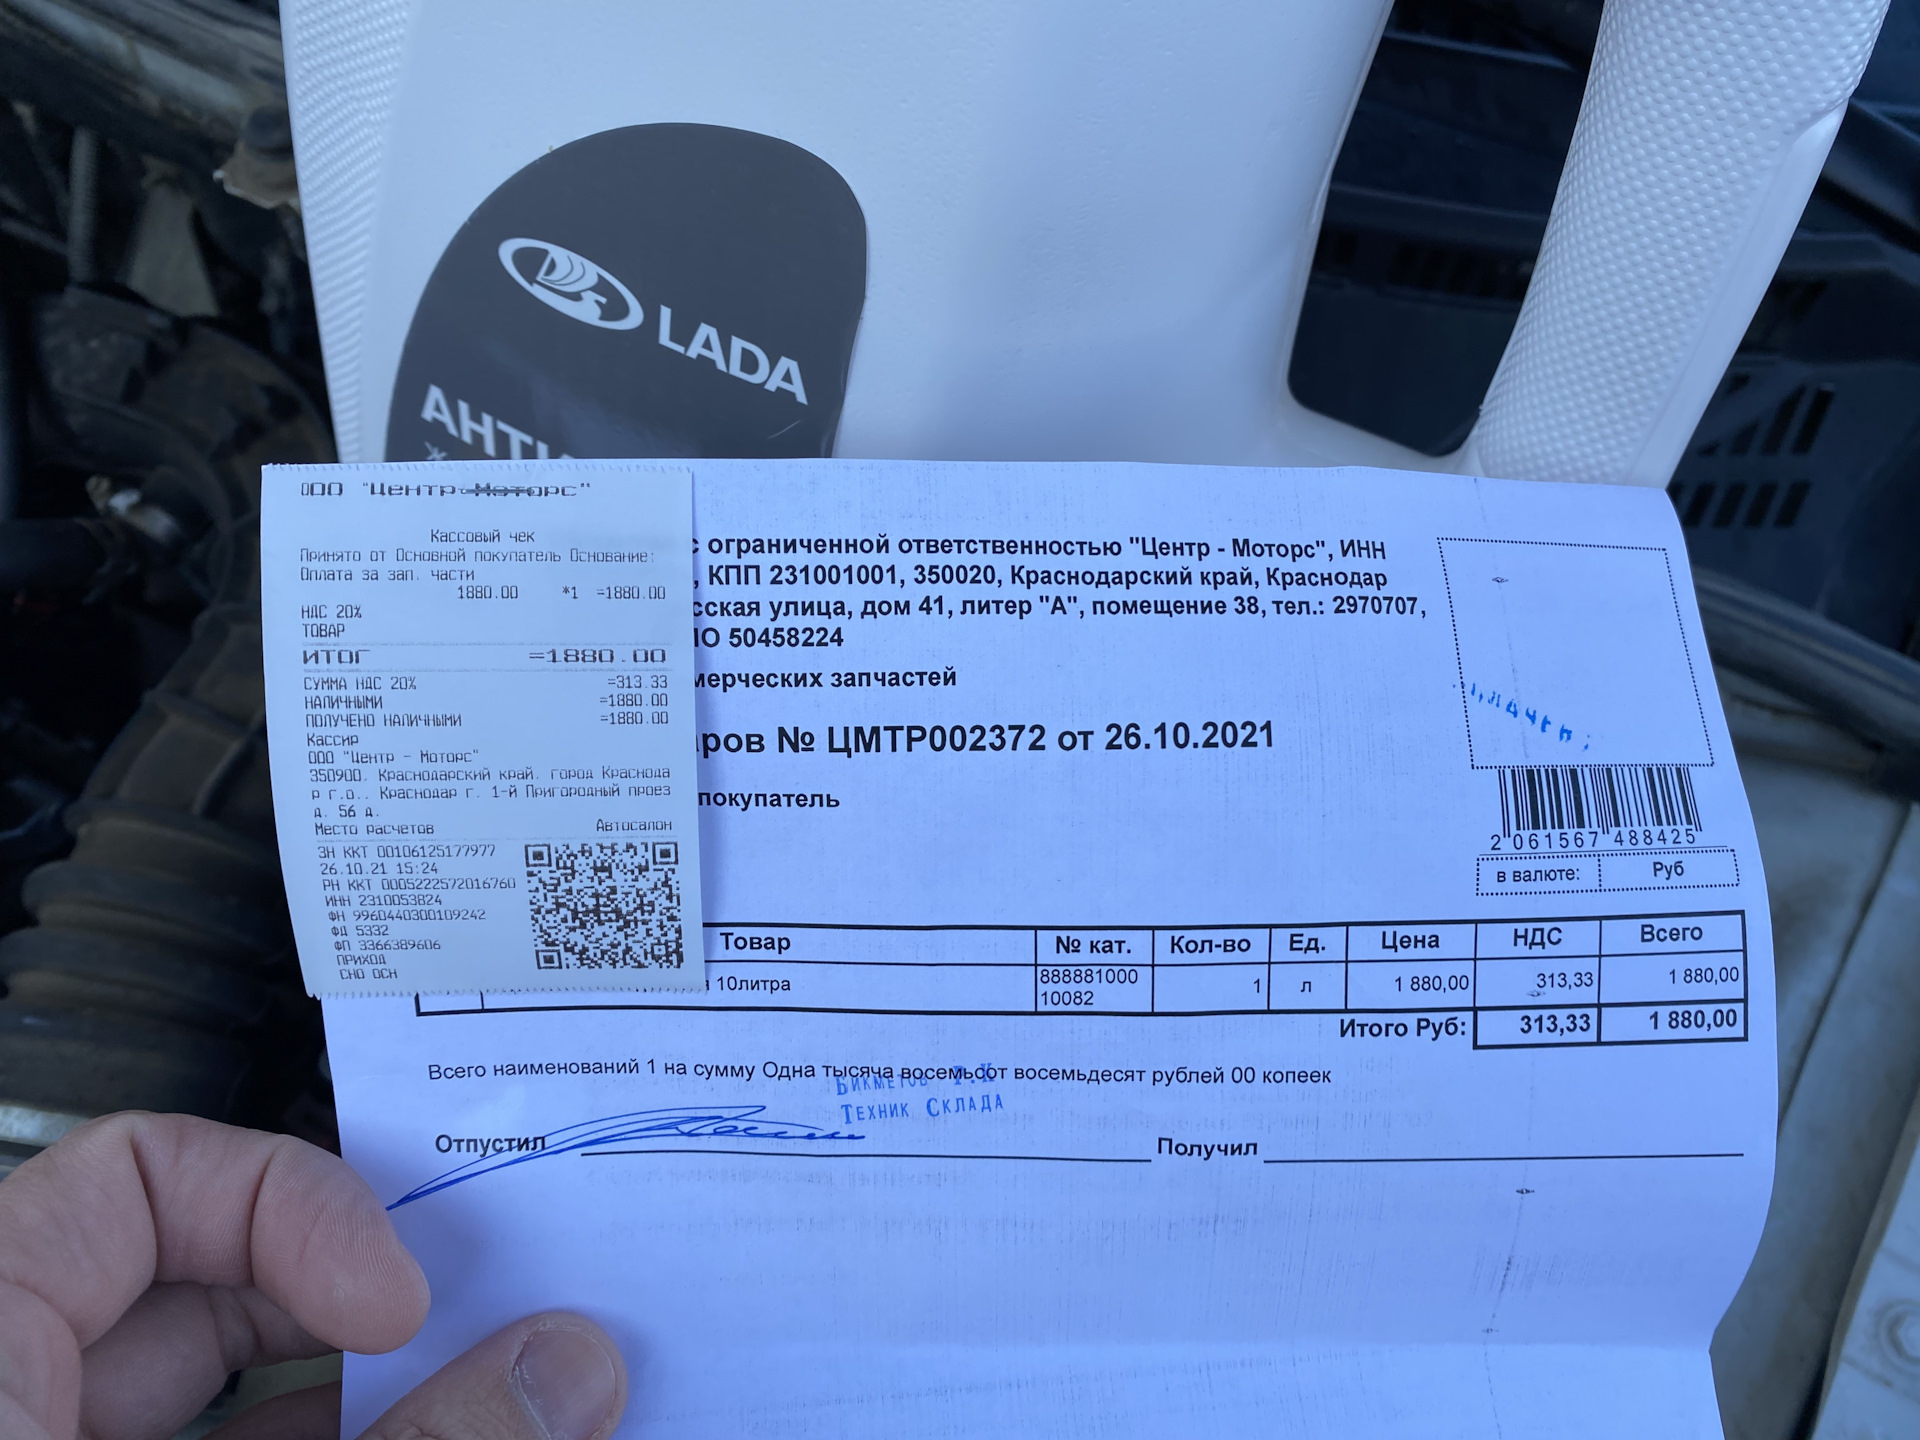 LADA
ООО "Центр-Моторс"
Кассовый чек
Принято от Основной покупатель Основание:
Оплата за зап. части
1880.00 *1 =1880.00
НДС 20%
ТОВАР
ИТОГ =1880.00
СУММА НДС 20% =313.33
НАЛИЧНЫМИ =1880.00
ПОЛУЧЕНО НАЛИЧНЫМИ =1880.00
Кассир
ООО "Центр - Моторс"
350900. Краснодарский край. город Краснода
р г.о.. Краснодар г. 1-й Пригородный проез
д. 56 д.
Место расчетов Автосалон
ЗН ККТ 00106125177977
26.10.21 15:24
РН ККТ 0005222572016760
ИНН 2310053824
ФН 9960440300109242
ФД 5332
ФП 3366389606
ПРИХОД
СНО ОСН
с ограниченной ответственностью "Центр - Моторс", ИНН
, КПП 231001001, 350020, Краснодарский край, Краснодар
сская улица, дом 41, литер "А", помещение 38, тел.: 2970707,
50458224
мерческих запчастей
ров № ЦМТР002372 от 26.10.2021
покупатель
2 061567 488425
в валюте: Руб
Товар № кат. Кол-во Ед. Цена НДС Всего
10литра 888881000 1 л 1 880,00 313,33 1 880,00
10082
Итого Руб: 313,33 1 880,00
Всего наименований 1 на сумму Одна тысяча восемьсот восемьдесят рублей 00 копеек
Бикметов Р.К
Техник Склада
Отпустил Получил